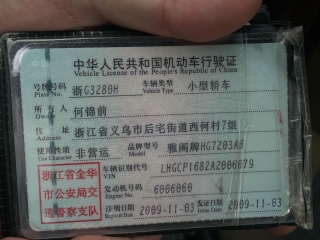 中华人民共和国机动车行驶证
Vehicle License of the People's Republic of China
号牌号码 浙G3280H 车辆类型 小型轿车
Plate No. Vehicle Type
所有人 何锦前
Owner
住址 浙江省义乌市后宅街道西何村7组
Address
使用性质 非营运 品牌型号 雅阁牌HG7203AB
Use Character Model
浙江省金华
市公安局交
通警察支队
车辆识别代号 LHGCP168ZA2006079
VIN
发动机号码 6006060
Engine No.
注册日期 2009-11-03 发证日期 2009-11-03
Register Date Issue Date